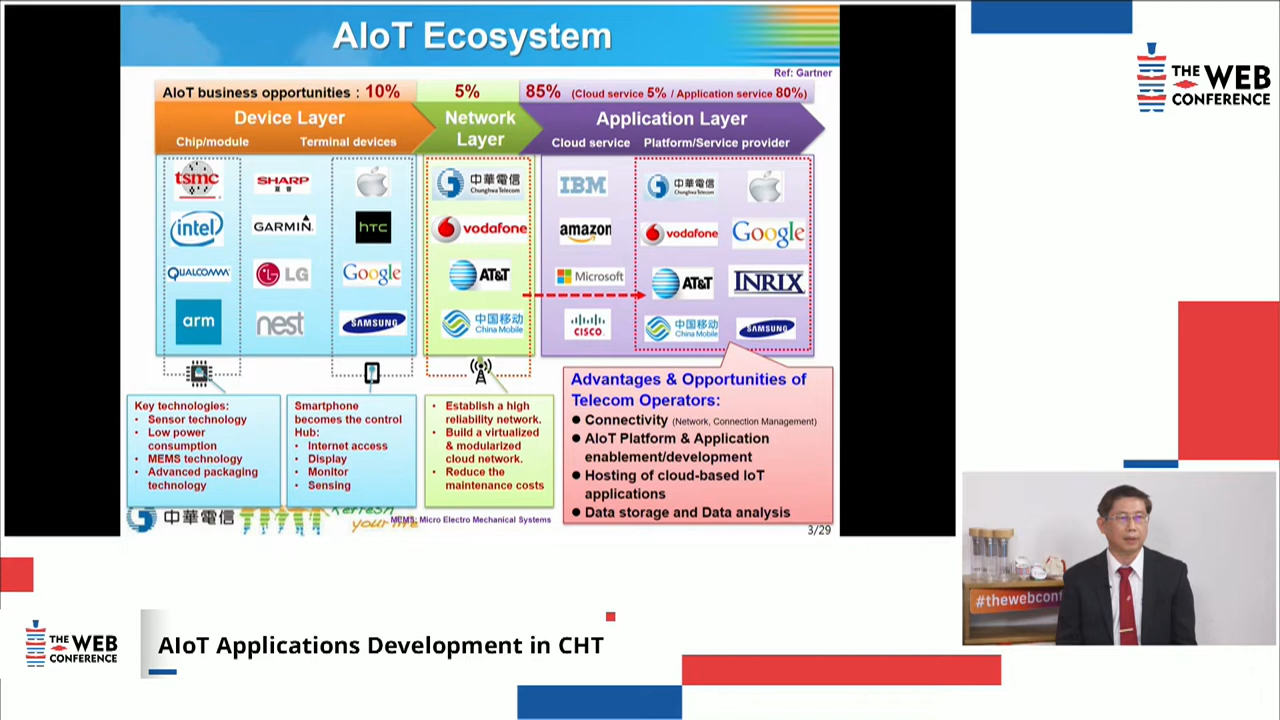 AIoT Ecosystem
Ref: Gartner
AIoT business opportunities : 10%
5%
85% (Cloud service 5% / Application service 80%)
Device Layer
Chip/module
Terminal devices
Network
Layer
Application Layer
Cloud service
Platform/Service provider
tsmc
SHARP
夏普
intel
GARMIN
hTC
QUALCOMM
LG
Google
arm
nest
SAMSUNG
中華電信
Chunghwa Telecom
vodafone
AT&T
中国移动
China Mobile
IBM
amazon
Microsoft
CISCO
中華電信
Chunghwa Telecom
vodafone
Google
AT&T
INRIX
中国移动
China Mobile
SAMSUNG
Key technologies:
• Sensor technology
• Low power
consumption
• MEMS technology
• Advanced packaging
technology
Smartphone
becomes the control
Hub:
• Internet access
• Display
• Monitor
• Sensing
• Establish a high
reliability network.
• Build a virtualized
& modularized
cloud network.
• Reduce the
maintenance costs
Advantages & Opportunities of
Telecom Operators:
● Connectivity (Network, Connection Management)
● AIoT Platform & Application
enablement/development
● Hosting of cloud-based IoT
applications
● Data storage and Data analysis
中華電信
your life
MEMS: Micro Electro Mechanical Systems
3/29
THE WEB
CONFERENCE
#thewebconf
THE WEB
CONFERENCE
AIoT Applications Development in CHT